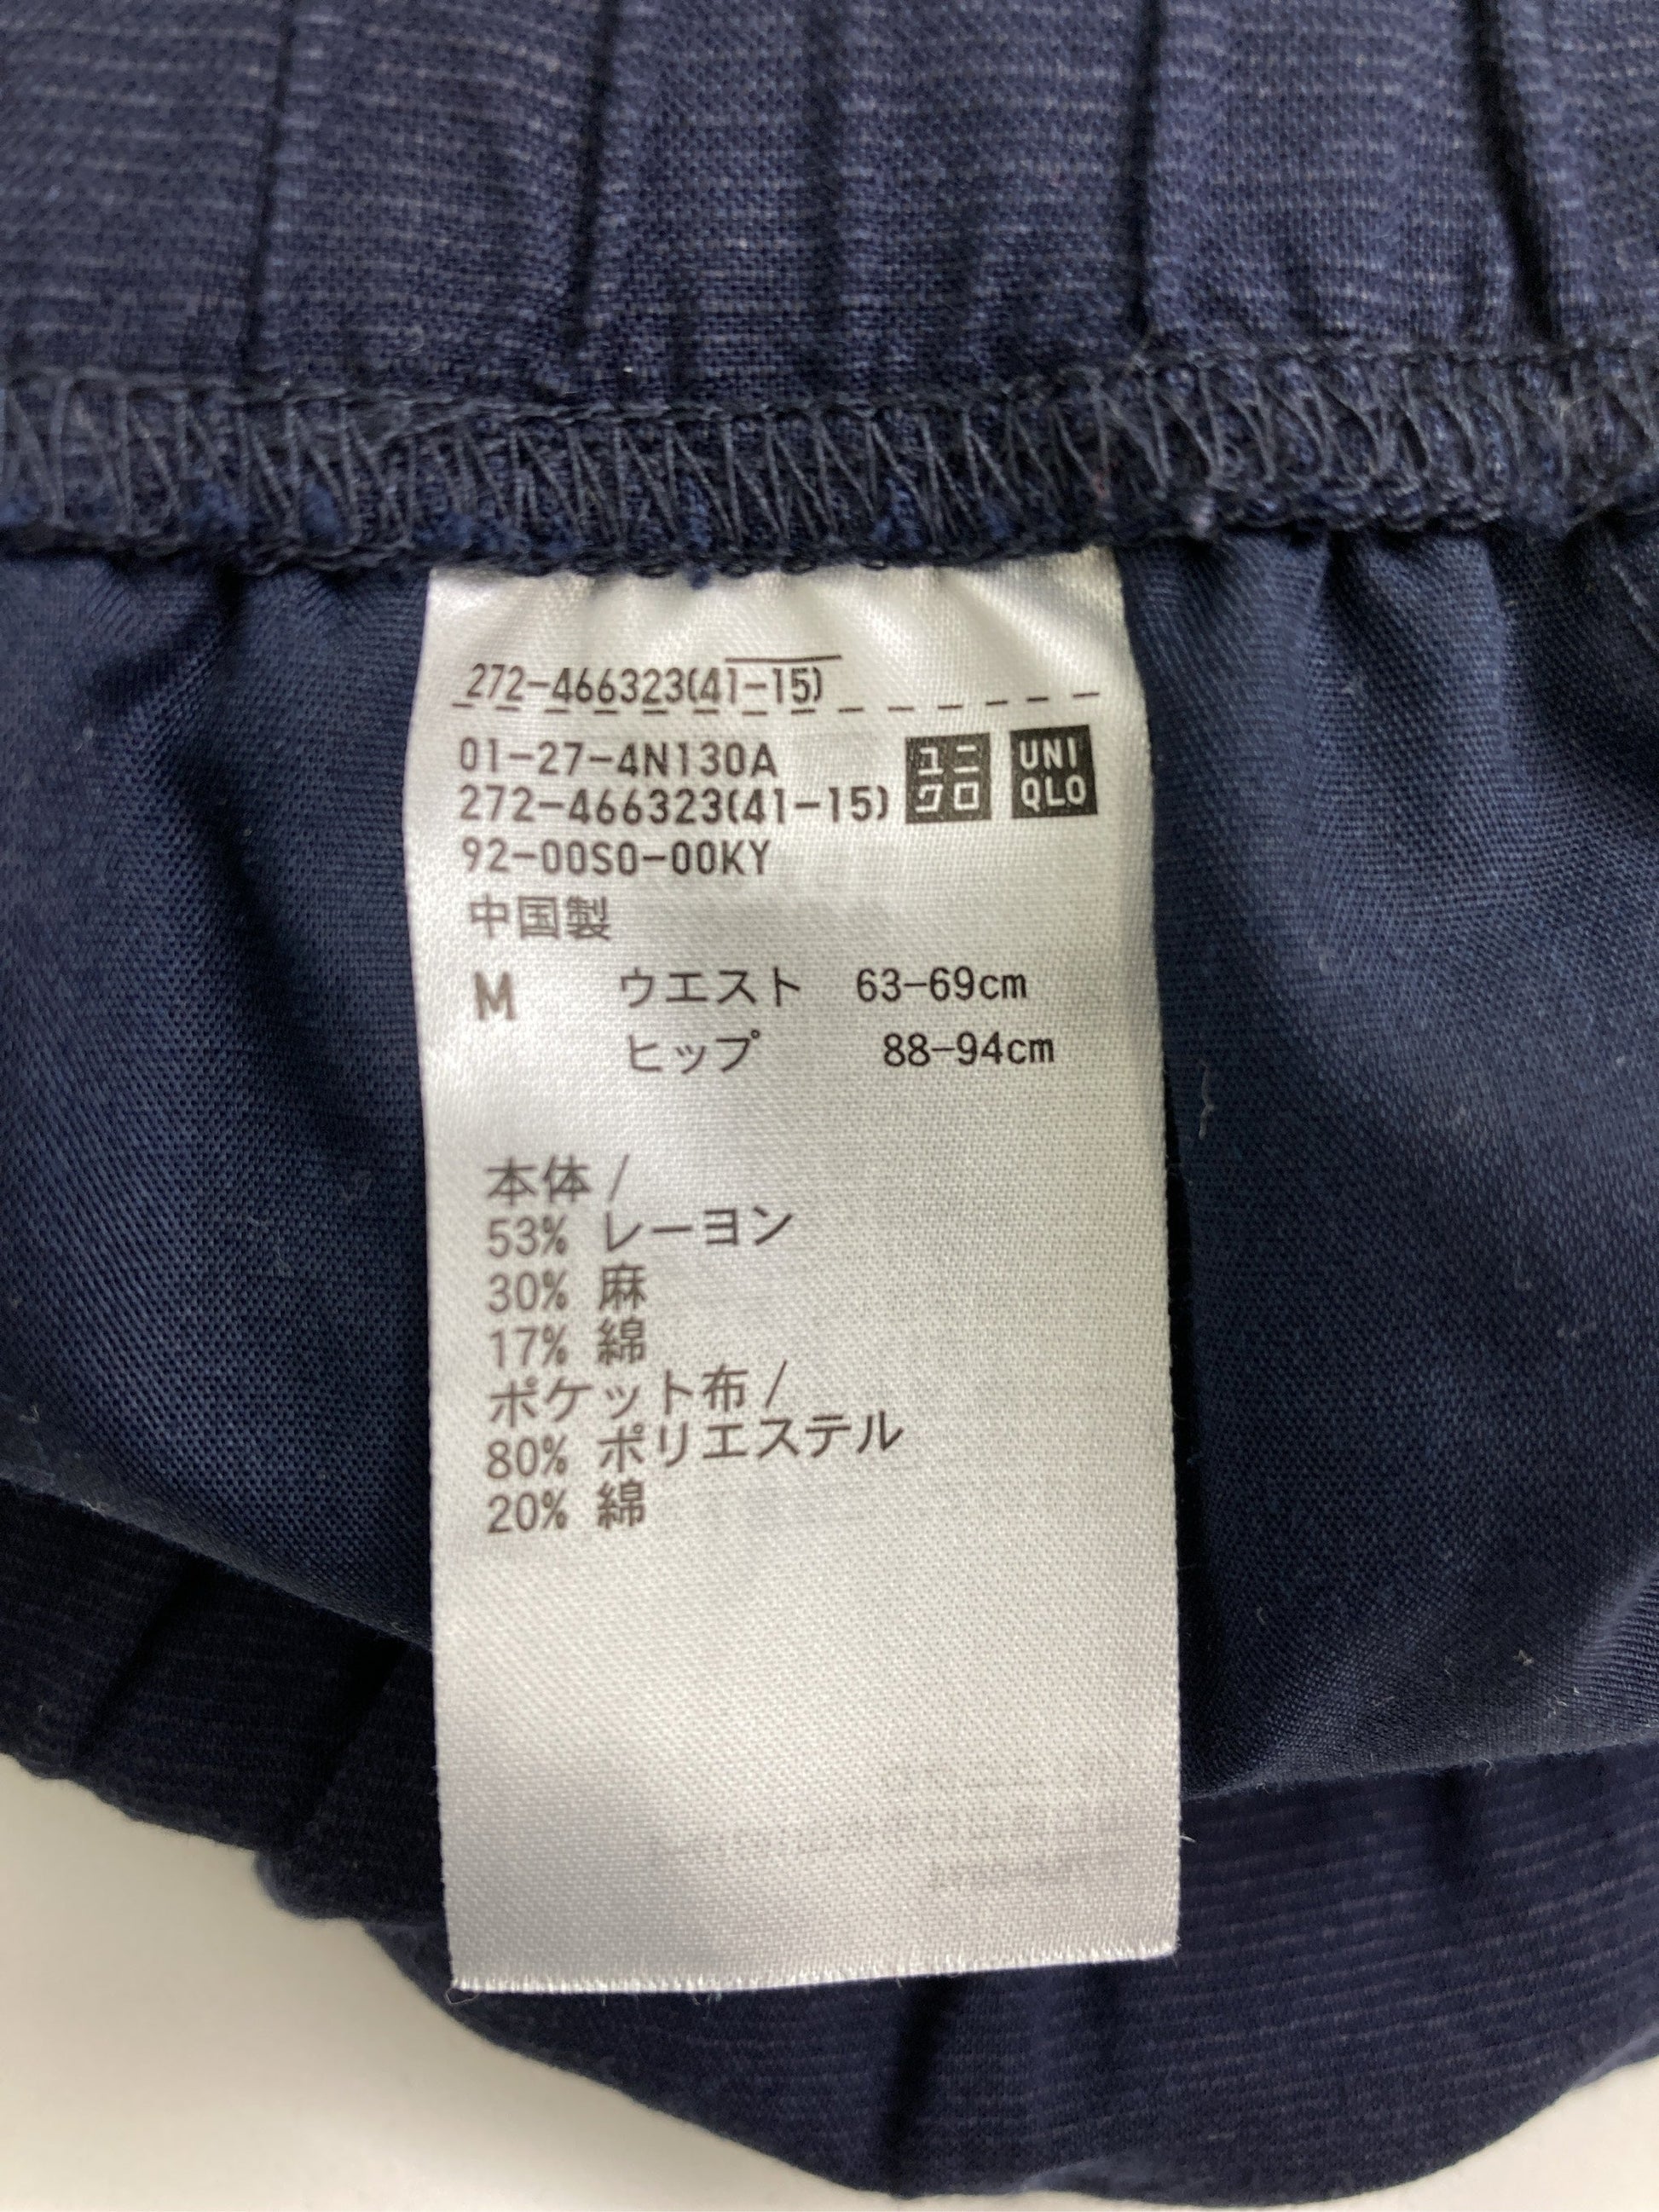 272-466323(41-15)
01-27-4N130A
272-466323(41-15)
92-00S0-00KY
ユニ
クロ
UNI
QLO
中国製
M ウエスト 63-69cm
ヒップ 88-94cm
本体 /
53% レーヨン
30% 麻
17% 綿
ポケット布 /
80% ポリエステル
20% 綿